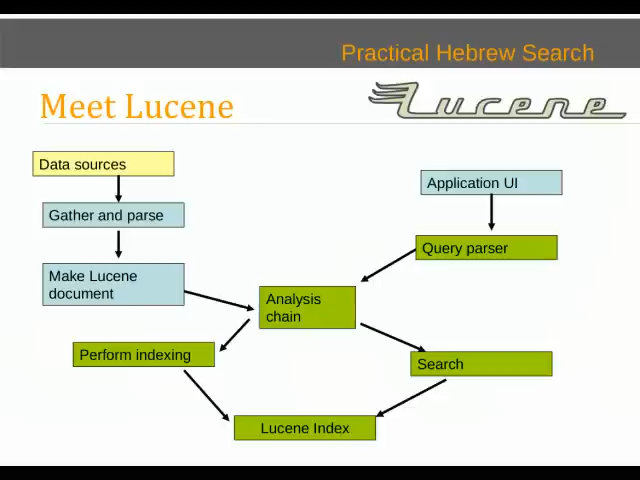 Practical Hebrew Search
Meet Lucene
Lucene
Data sources
Application UI
Gather and parse
Query parser
Make Lucene
document
Analysis
chain
Perform indexing
Search
Lucene Index